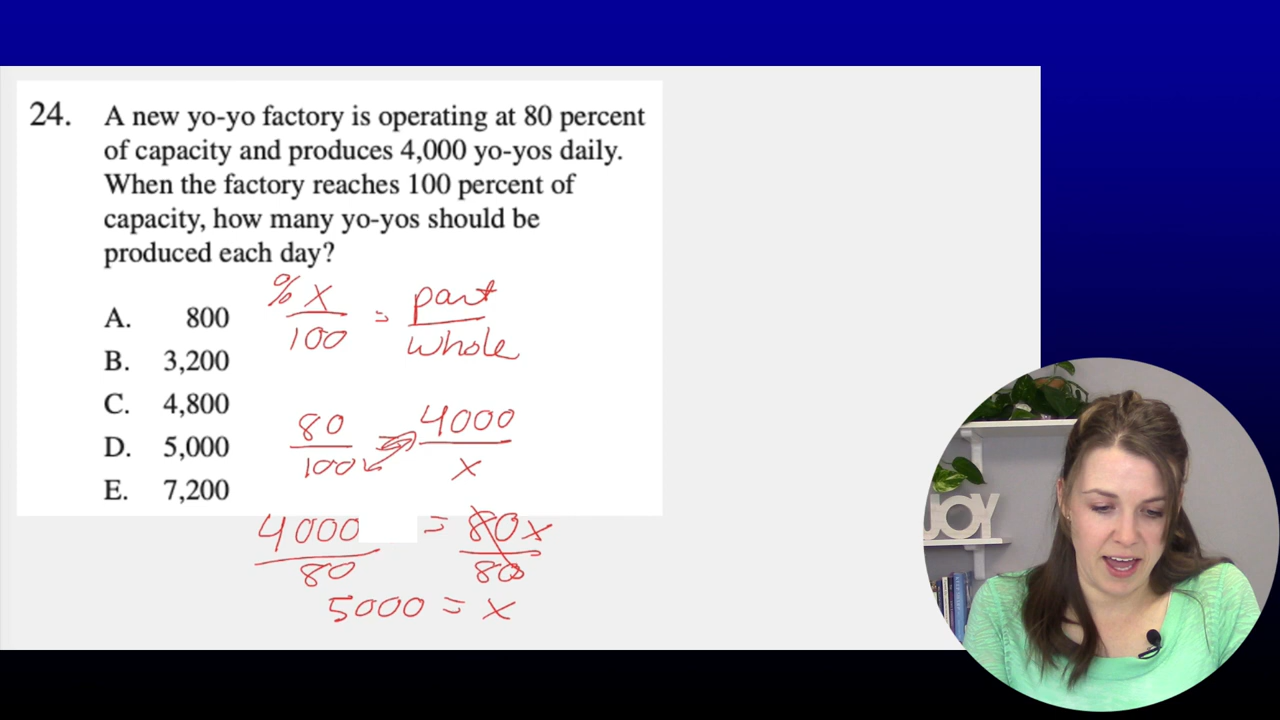 24. A new yo-yo factory is operating at 80 percent
of capacity and produces 4,000 yo-yos daily.
When the factory reaches 100 percent of
capacity, how many yo-yos should be
produced each day?
A. 800
B. 3,200
C. 4,800
D. 5,000
E. 7,200
% x/100 = part/whole
80/100 = 4000/x
4000/80 = 80x/80
5000 = x
JOY